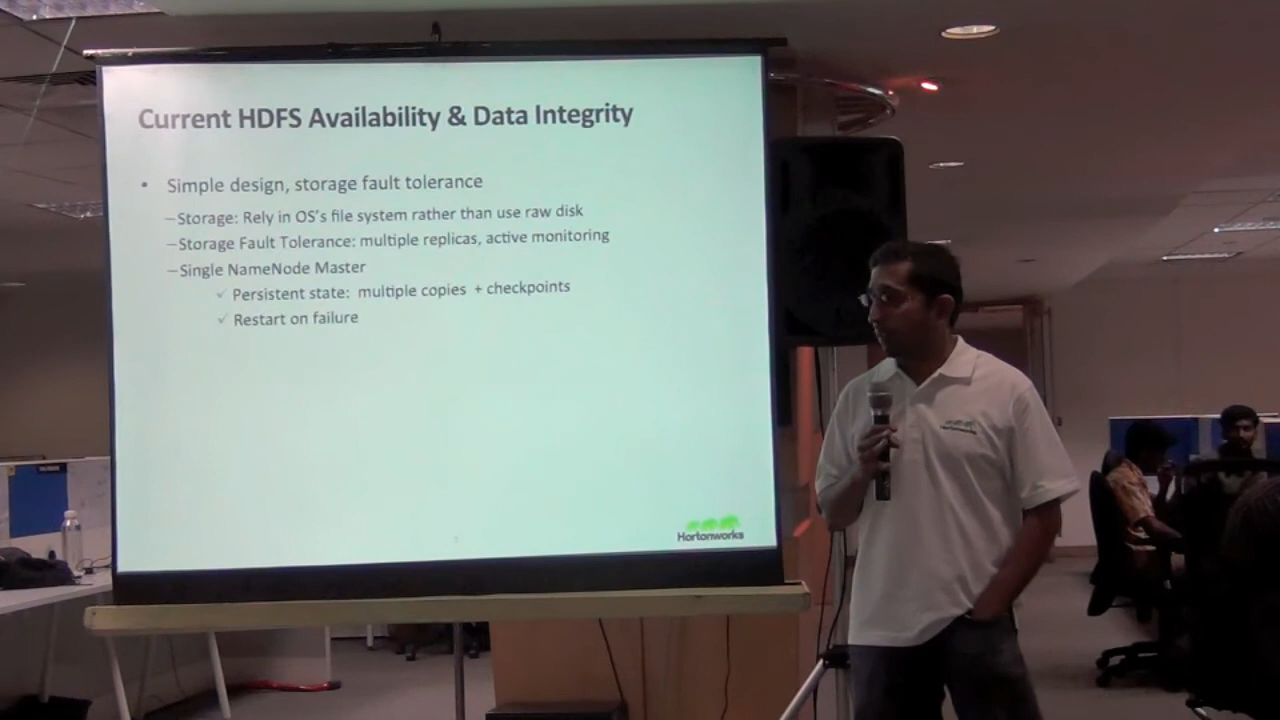 Current HDFS Availability & Data Integrity
• Simple design, storage fault tolerance
–Storage: Rely in OS's file system rather than use raw disk
–Storage Fault Tolerance: multiple replicas, active monitoring
–Single NameNode Master
✓ Persistent state: multiple copies + checkpoints
✓ Restart on failure
Hortonworks
Hortonworks